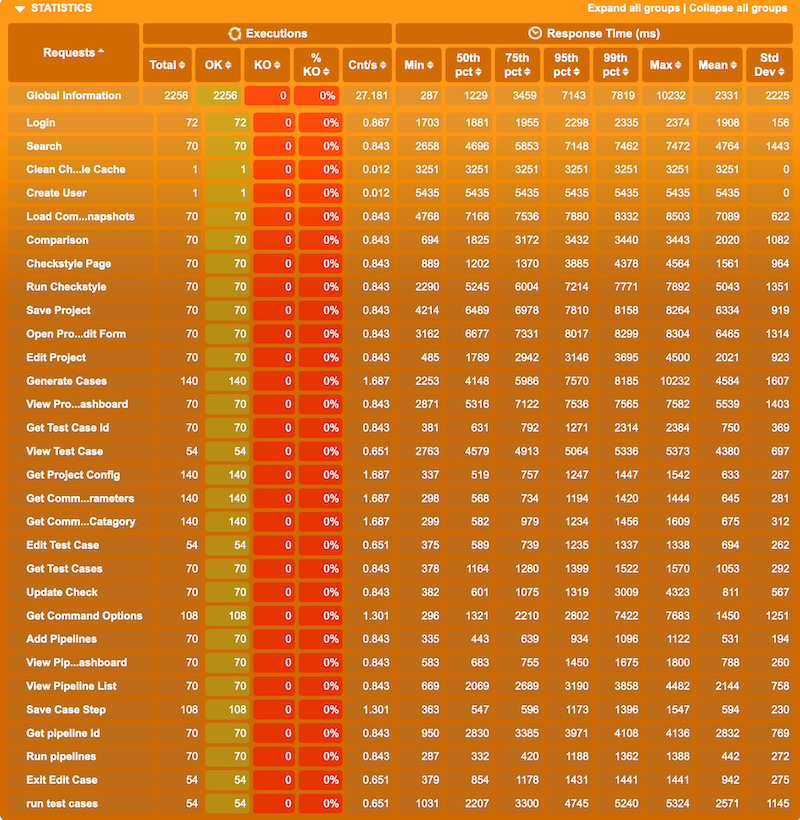 STATISTICS Expand all groups | Collapse all groups
Executions Response Time (ms)
Requests Total OK KO % KO Cnt/s Min 50th pct 75th pct 95th pct 99th pct Max Mean Std Dev
Global Information 2256 2256 0 0% 27.181 287 1229 3459 7143 7819 10232 2331 2225
Login 72 72 0 0% 0.867 1703 1881 1955 2298 2335 2374 1908 156
Search 70 70 0 0% 0.843 2658 4696 5853 7148 7462 7472 4764 1443
Clean Ch...le Cache 1 1 0 0% 0.012 3251 3251 3251 3251 3251 3251 3251 0
Create User 1 1 0 0% 0.012 5435 5435 5435 5435 5435 5435 5435 0
Load Com...napshots 70 70 0 0% 0.843 4768 7168 7536 7880 8332 8503 7089 622
Comparison 70 70 0 0% 0.843 694 1825 3172 3432 3440 3443 2020 1082
Checkstyle Page 70 70 0 0% 0.843 889 1202 1370 3885 4378 4564 1561 964
Run Checkstyle 70 70 0 0% 0.843 2290 5245 6004 7214 7771 7892 5043 1351
Save Project 70 70 0 0% 0.843 4214 6489 6978 7810 8158 8264 6334 919
Open Pro...dit Form 70 70 0 0% 0.843 3162 6677 7331 8017 8299 8304 6465 1314
Edit Project 70 70 0 0% 0.843 485 1789 2942 3146 3695 4500 2021 923
Generate Cases 140 140 0 0% 1.687 2253 4148 5986 7570 8185 10232 4584 1607
View Pro...ashboard 70 70 0 0% 0.843 2871 5316 7122 7536 7565 7582 5539 1403
Get Test Case Id 70 70 0 0% 0.843 381 631 792 1271 2314 2384 750 369
View Test Case 54 54 0 0% 0.651 2763 4579 4913 5064 5336 5373 4380 697
Get Project Config 140 140 0 0% 1.687 337 519 757 1247 1447 1542 633 287
Get Comm...rameters 140 140 0 0% 1.687 298 568 734 1194 1420 1444 645 281
Get Comm...Catagory 140 140 0 0% 1.687 299 582 979 1234 1456 1609 675 312
Edit Test Case 54 54 0 0% 0.651 375 589 739 1235 1337 1338 694 262
Get Test Cases 70 70 0 0% 0.843 378 1164 1280 1399 1522 1570 1053 292
Update Check 70 70 0 0% 0.843 382 601 1075 1319 3009 4323 811 567
Get Command Options 108 108 0 0% 1.301 296 1321 2210 2802 7422 7683 1450 1251
Add Pipelines 70 70 0 0% 0.843 335 443 639 934 1096 1122 531 194
View Pip...ashboard 70 70 0 0% 0.843 583 683 755 1450 1675 1800 788 260
View Pipeline List 70 70 0 0% 0.843 669 2069 2689 3190 3858 4482 2144 758
Save Case Step 108 108 0 0% 1.301 363 547 596 1173 1396 1547 594 230
Get pipeline Id 70 70 0 0% 0.843 950 2830 3385 3971 4108 4136 2832 769
Run pipelines 70 70 0 0% 0.843 287 332 420 1188 1362 1388 442 272
Exit Edit Case 54 54 0 0% 0.651 379 854 1178 1431 1441 1441 942 275
run test cases 54 54 0 0% 0.651 1031 2207 3300 4745 5240 5324 2571 1145